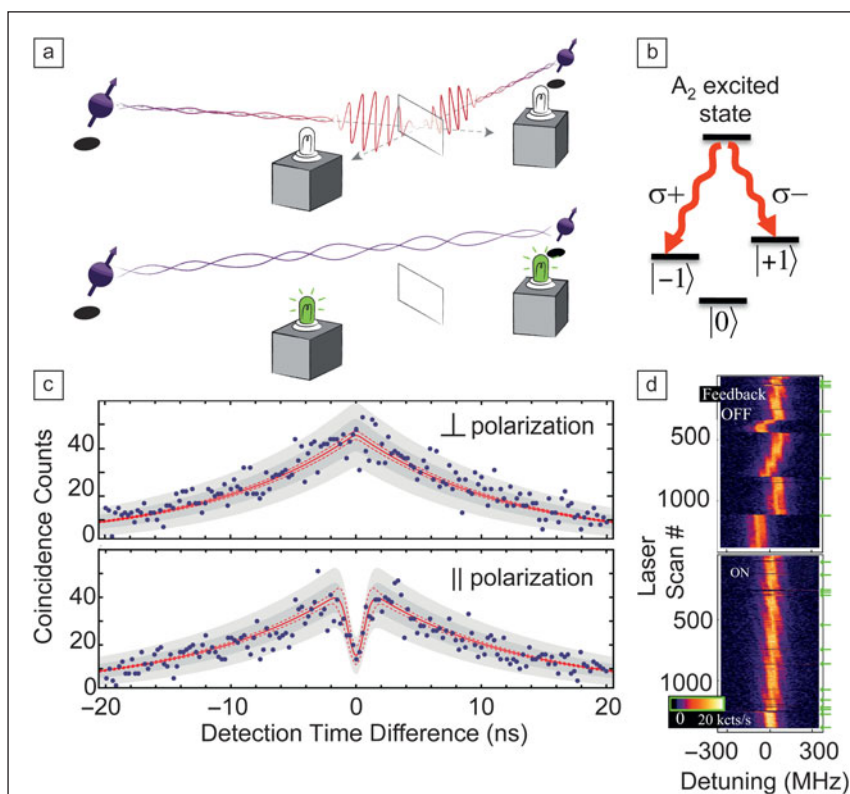 a
b
A₂ excited
state
σ+
σ−
|−1⟩
|+1⟩
|0⟩
c
⊥ polarization
40
20
0
|| polarization
40
20
0
Coincidence Counts
−20
−10
0
10
20
Detection Time Difference (ns)
d
Feedback
OFF
500
1000
ON
500
1000
Laser
Scan #
0 20 kcts/s
−300 0 300
Detuning (MHz)